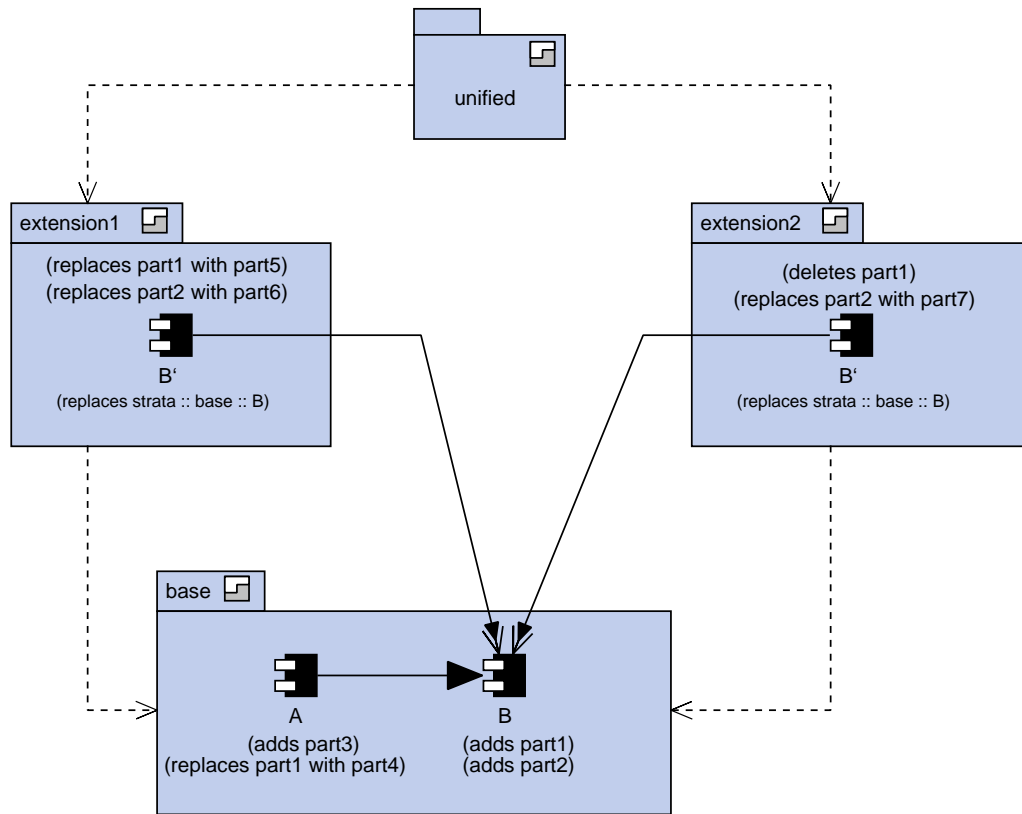 unified
extension1
(replaces part1 with part5)
(replaces part2 with part6)
B‘
(replaces strata :: base :: B)
extension2
(deletes part1)
(replaces part2 with part7)
B‘
(replaces strata :: base :: B)
base
A
(adds part3)
(replaces part1 with part4)
B
(adds part1)
(adds part2)